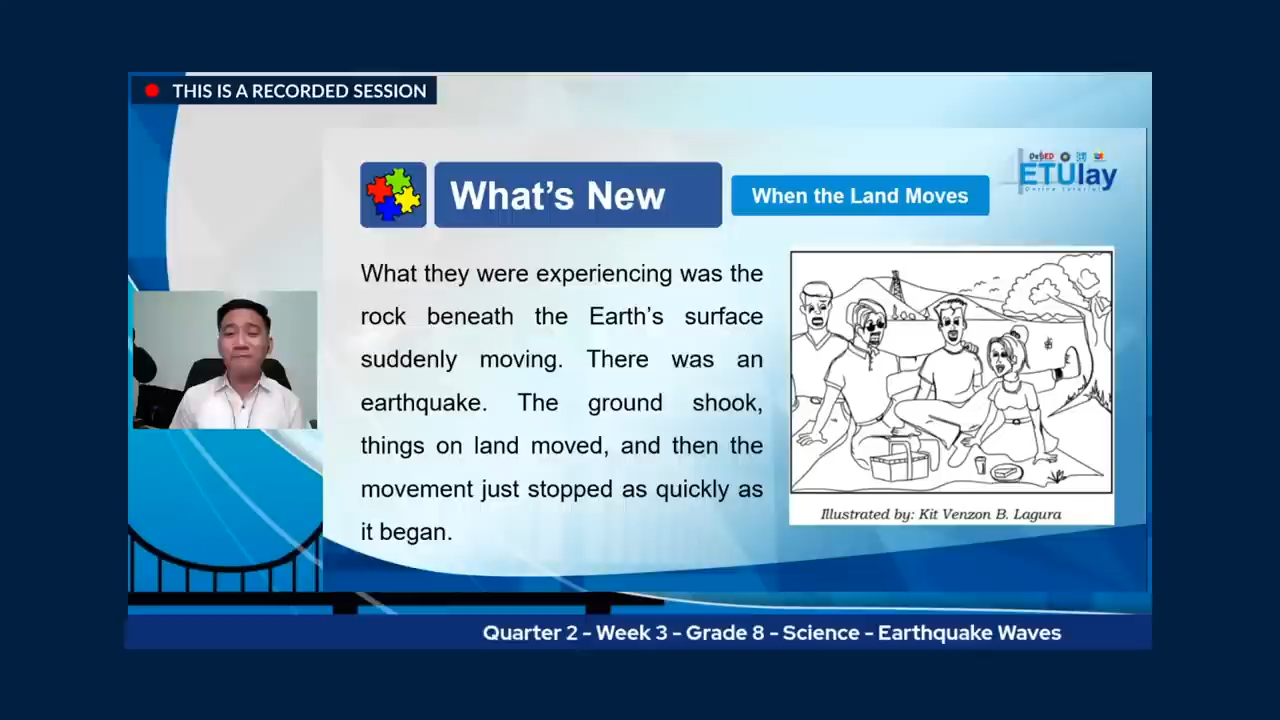 THIS IS A RECORDED SESSION
DepED
ETUlay
Online Tutorial
What's New
When the Land Moves
What they were experiencing was the
rock beneath the Earth's surface
suddenly moving. There was an
earthquake. The ground shook,
things on land moved, and then the
movement just stopped as quickly as
it began.
Illustrated by: Kit Venzon B. Lagura
Quarter 2 - Week 3 - Grade 8 - Science - Earthquake Waves